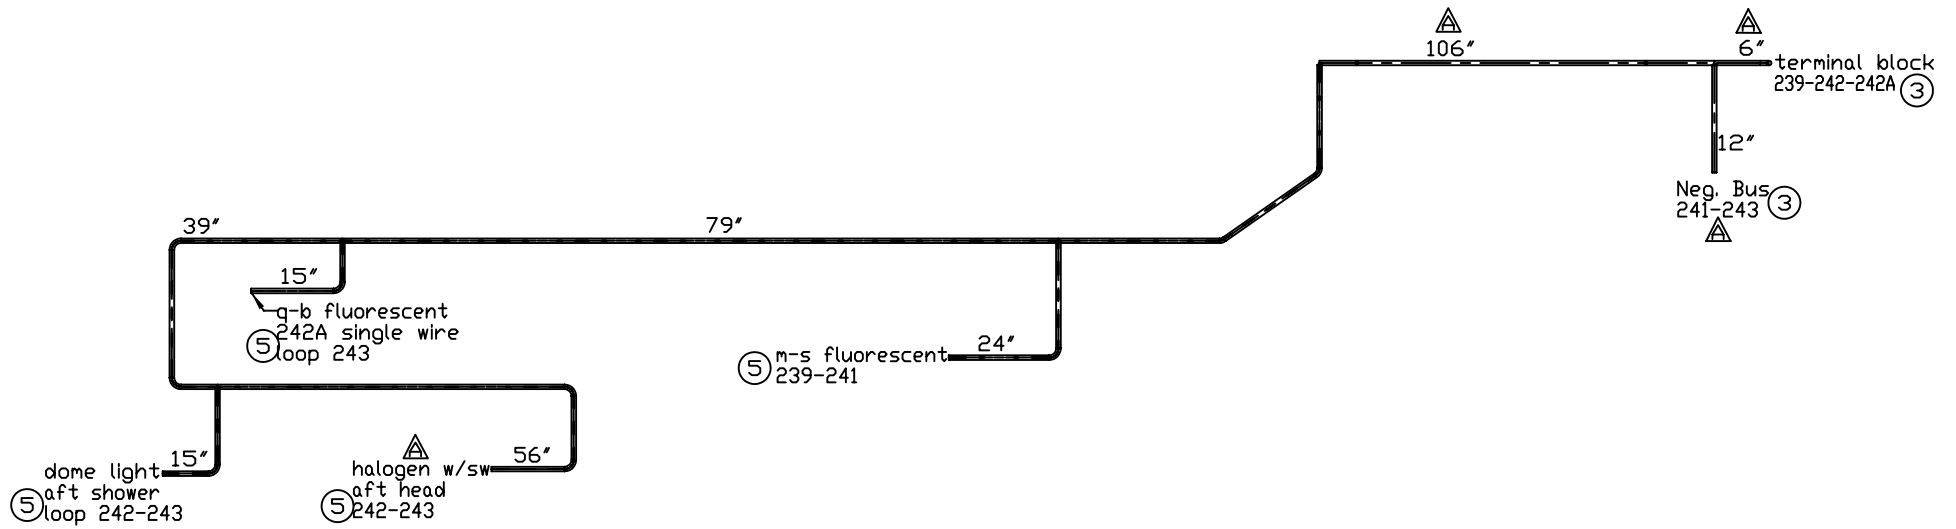 A
A
106"
6"
terminal block
239-242-242A
3
12"
Neg. Bus
241-243
3
A
39"
79"
15"
q-b fluorescent
242A single wire
loop 243
5
24"
m-s fluorescent
239-241
5
15"
dome light
aft shower
loop 242-243
5
A
56"
halogen w/sw
aft head
242-243
5